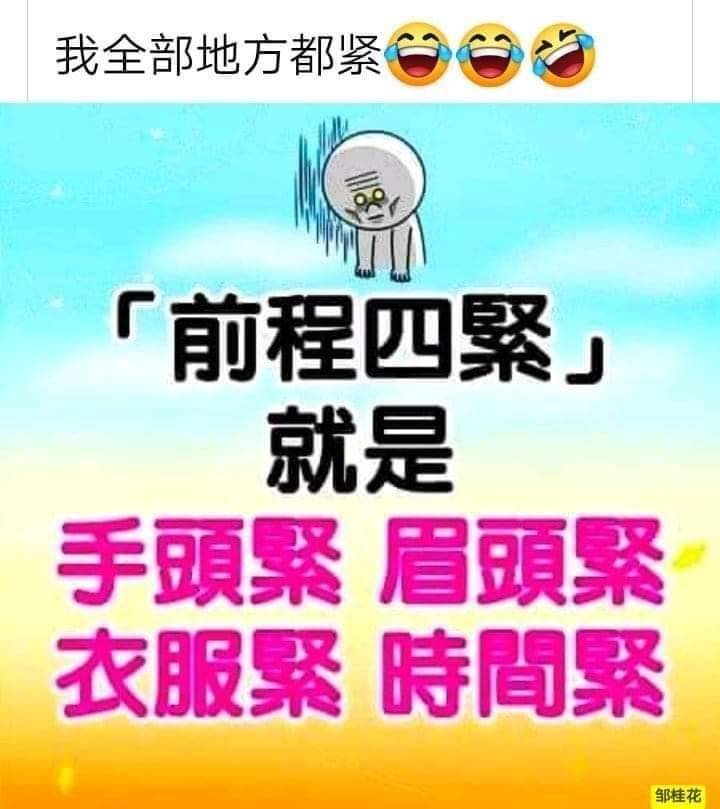 我全部地方都紧😂😂🤣
「前程四緊」
就是
手頭緊 眉頭緊
衣服緊 時間緊
邹桂花